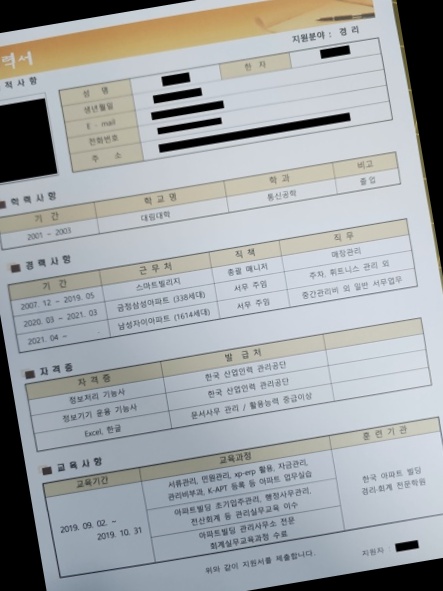 력서
지원분야 : 경 리
적사항
성 명
한 자
생년월일
E - mail
전화번호
주 소
학력사항
기 간 학 교 명 학 과 비고
2001 ~ 2003 대림대학 통신공학 졸업
경력사항
기 간 근 무 처 직 책 직 무
2007. 12 ~ 2019. 05 스마트빌리지 총괄 매니저 매장관리
2020. 03 ~ 2021. 03 금정삼성아파트 (338세대) 서무 주임 주차, 휘트니스 관리 외
2021. 04 ~ 남성자이아파트 (1614세대) 서무 주임 중간관리비 외 일반 서무업무
자격증
자 격 증 발 급 처
정보처리 기능사 한국 산업인력 관리공단
정보기기 운용 기능사 한국 산업인력 관리공단
Excel, 한글 문서사무 관리 / 활용능력 중급이상
교육사항
교육기간 교육과정 훈 련 기 관
2019. 09. 02. ~
2019. 10. 31
서류관리, 민원관리, xp-erp 활용, 자금관리,
관리비부과, K-APT 등록 등 아파트 업무실습
아파트빌딩 초기입주관리, 행정사무관리,
전산회계 등 관리실무교육 이수
아파트빌딩 관리사무소 전문
회계실무교육과정 수료
한국 아파트 빌딩
경리·회계 전문학원
위와 같이 지원서를 제출합니다.
지원자 :